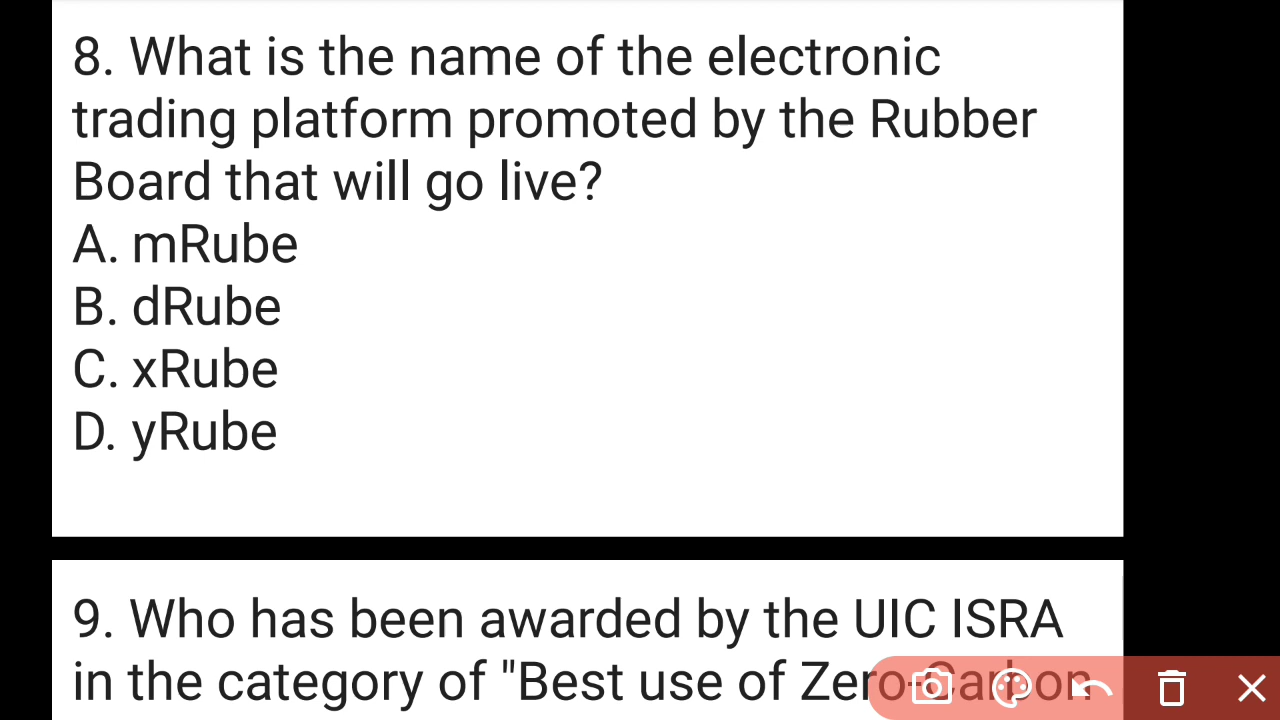 8. What is the name of the electronic
trading platform promoted by the Rubber
Board that will go live?
A. mRube
B. dRube
C. xRube
D. yRube
9. Who has been awarded by the UIC ISRA
in the category of "Best use of Zero-Carbon